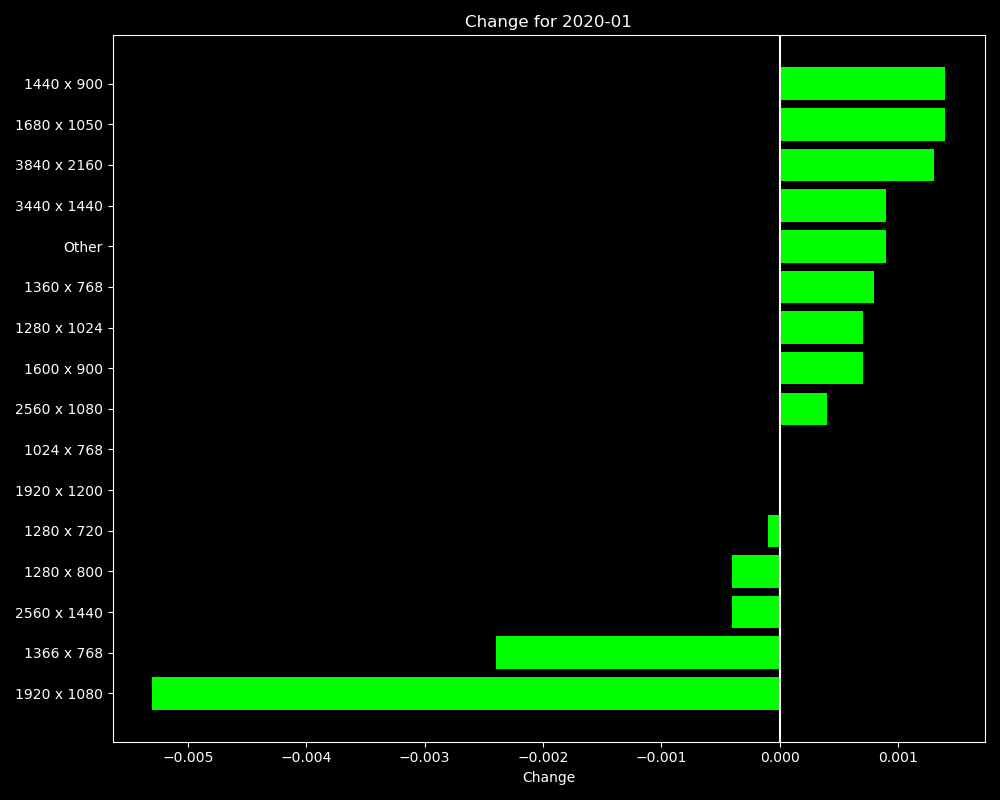 Change for 2020-01
1440 x 900
1680 x 1050
3840 x 2160
3440 x 1440
Other
1360 x 768
1280 x 1024
1600 x 900
2560 x 1080
1024 x 768
1920 x 1200
1280 x 720
1280 x 800
2560 x 1440
1366 x 768
1920 x 1080
−0.005 −0.004 −0.003 −0.002 −0.001 0.000 0.001
Change